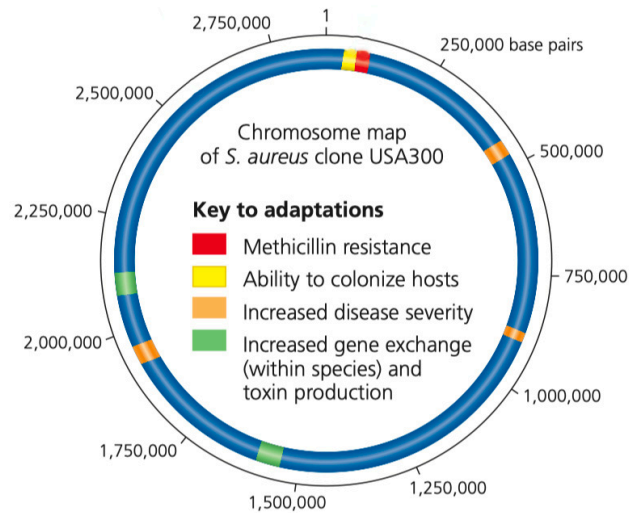 1
250,000 base pairs
500,000
750,000
1,000,000
1,250,000
1,500,000
1,750,000
2,000,000
2,250,000
2,500,000
2,750,000
Chromosome map
of S. aureus clone USA300
Key to adaptations
Methicillin resistance
Ability to colonize hosts
Increased disease severity
Increased gene exchange
(within species) and
toxin production